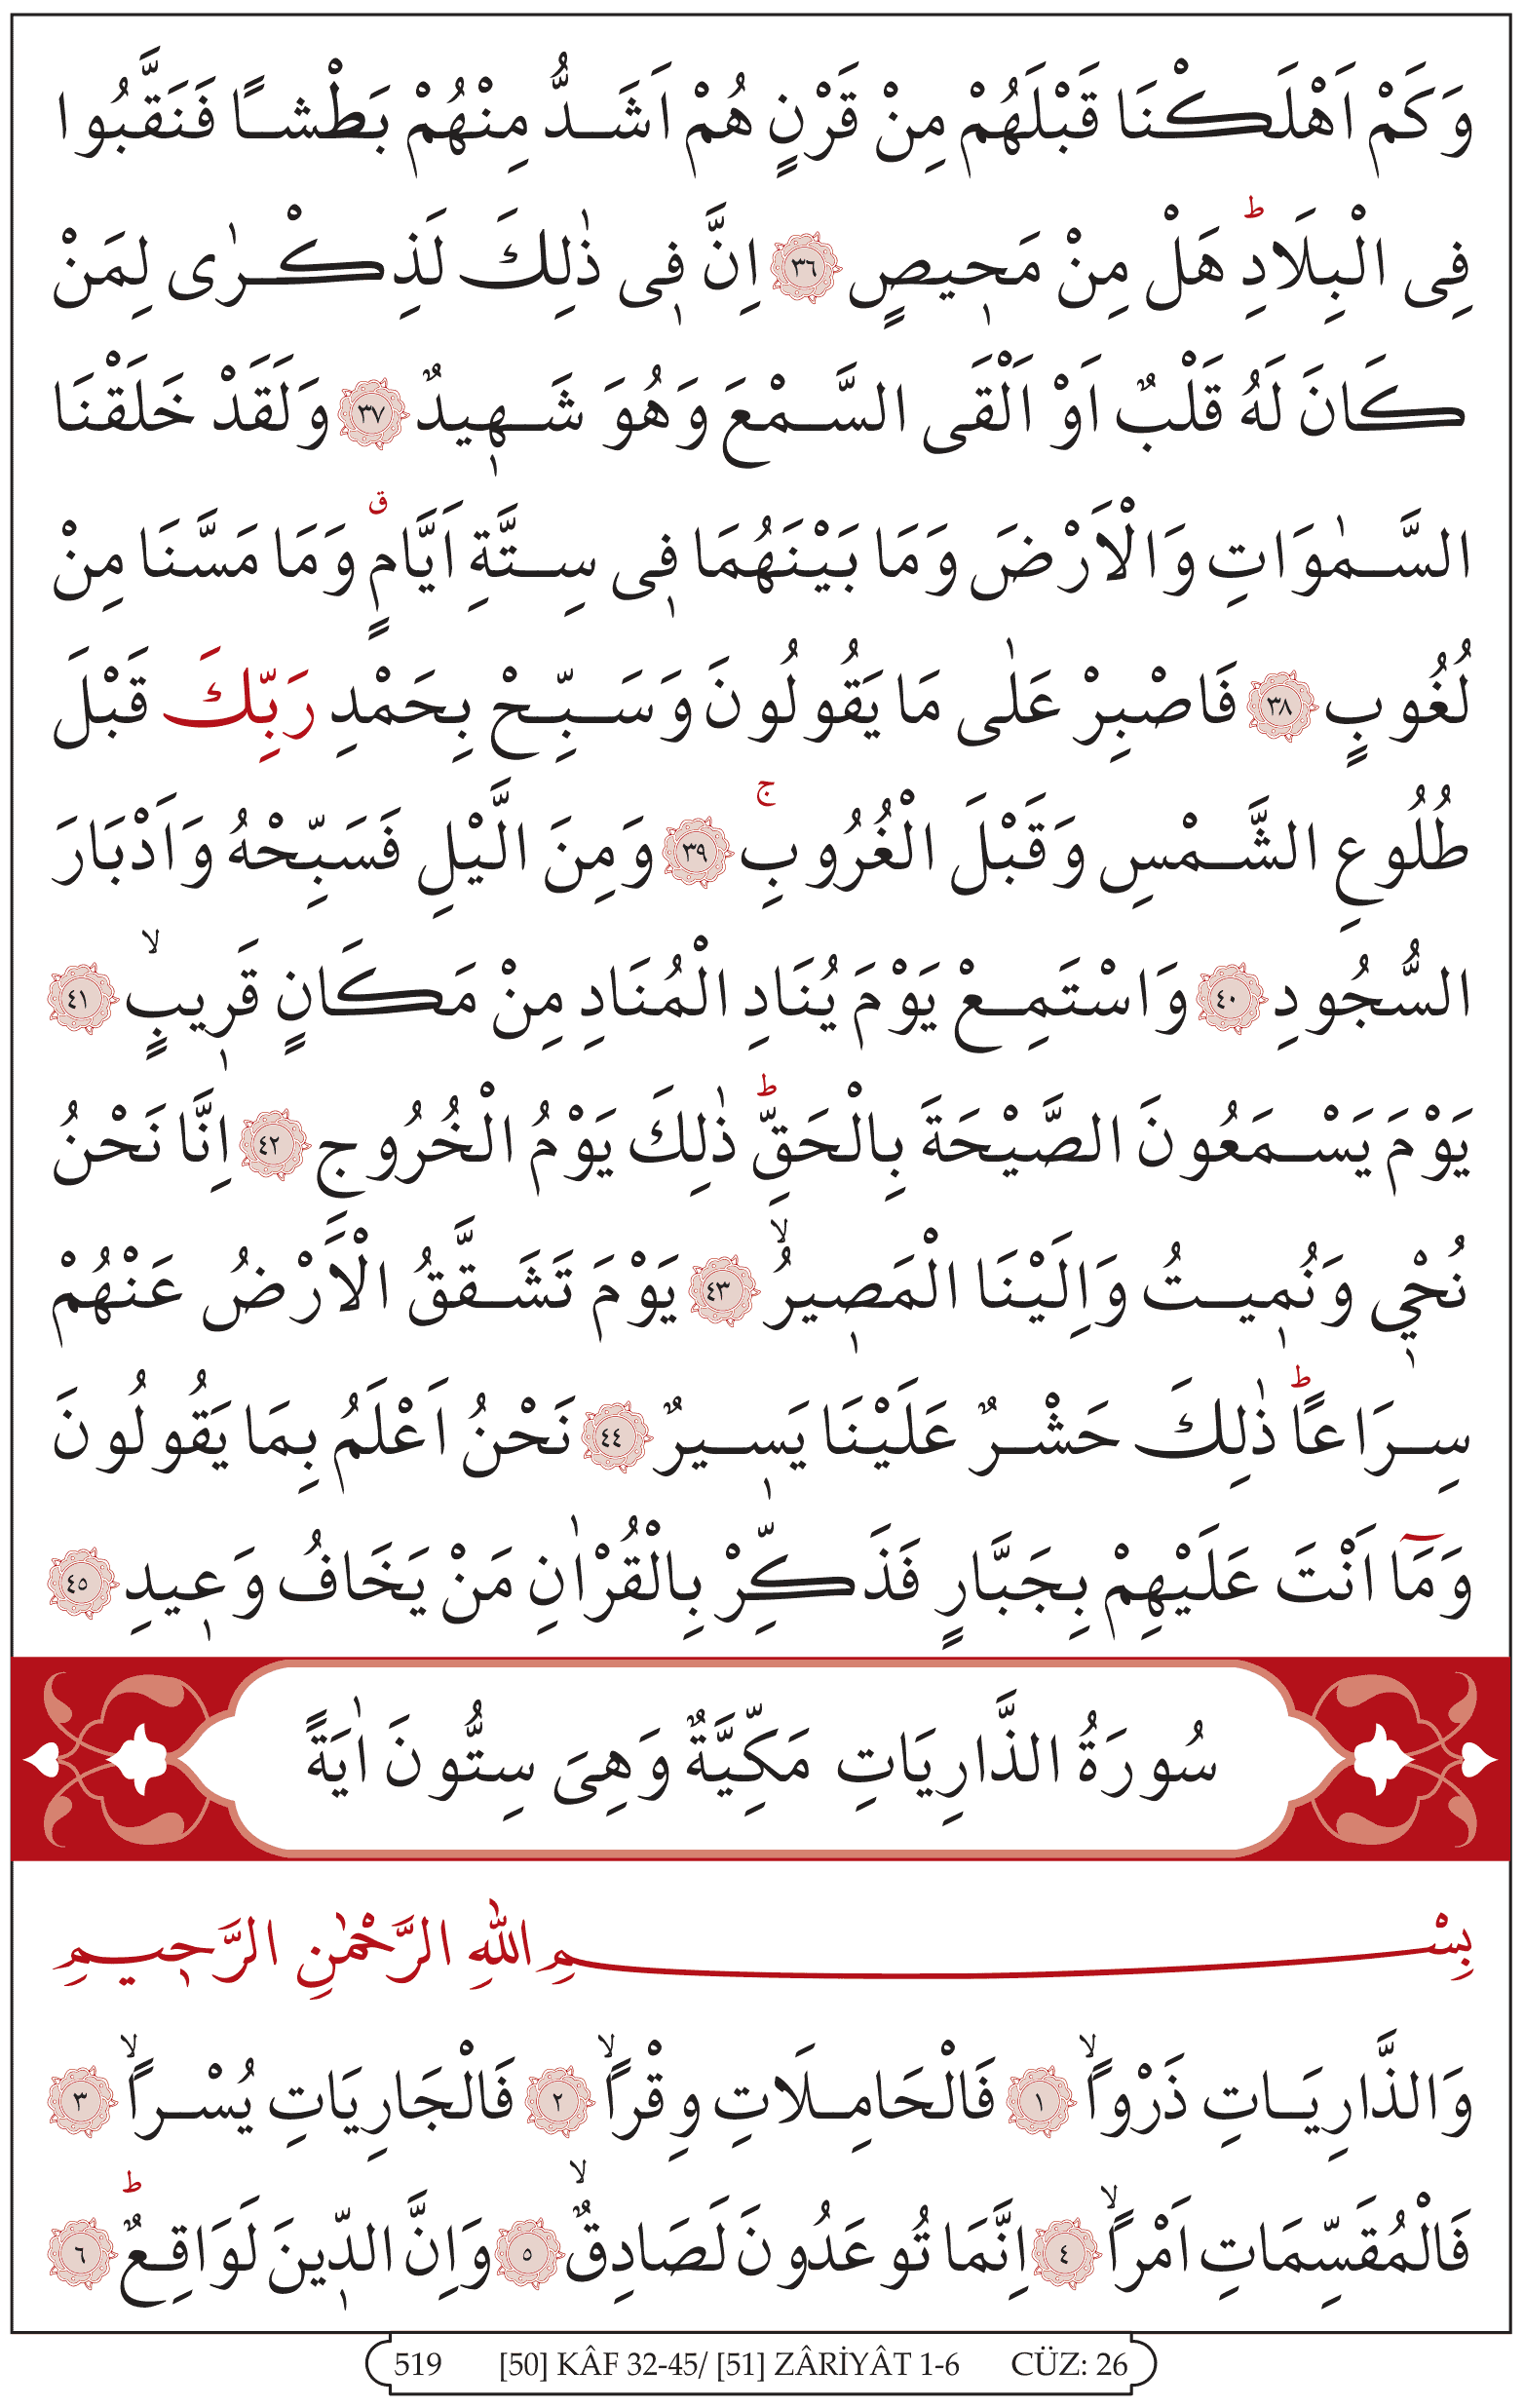 وَكَمْ اَهْلَكْنَا قَبْلَهُمْ مِنْ قَرْنٍ هُمْ اَشَدُّ مِنْهُمْ بَطْشًا فَنَقَّبُوا
فِى الْبِلَادِۜ هَلْ مِنْ مَح۪يصٍ ﴿٣٦﴾ اِنَّ ف۪ى ذٰلِكَ لَذِكْرٰى لِمَنْ
كَانَ لَهُ قَلْبٌ اَوْ اَلْقَى السَّمْعَ وَهُوَ شَه۪يدٌ ﴿٣٧﴾ وَلَقَدْ خَلَقْنَا
السَّمٰوَاتِ وَالْاَرْضَ وَمَا بَيْنَهُمَا ف۪ى سِتَّةِ اَيَّامٍۗ وَمَا مَسَّنَا مِنْ
لُغُوبٍ ﴿٣٨﴾ فَاصْبِرْ عَلٰى مَا يَقُولُونَ وَسَبِّحْ بِحَمْدِ رَبِّكَ قَبْلَ
طُلُوعِ الشَّمْسِ وَقَبْلَ الْغُرُوبِۚ ﴿٣٩﴾ وَمِنَ الَّيْلِ فَسَبِّحْهُ وَاَدْبَارَ
السُّجُودِ ﴿٤٠﴾ وَاسْتَمِعْ يَوْمَ يُنَادِ الْمُنَادِ مِنْ مَكَانٍ قَر۪يبٍۙ ﴿٤١﴾
يَوْمَ يَسْمَعُونَ الصَّيْحَةَ بِالْحَقِّۜ ذٰلِكَ يَوْمُ الْخُرُوجِ ﴿٤٢﴾ اِنَّا نَحْنُ
نُحْي۪ وَنُم۪يتُ وَاِلَيْنَا الْمَص۪يرُۙ ﴿٤٣﴾ يَوْمَ تَشَقَّقُ الْاَرْضُ عَنْهُمْ
سِرَاعًاۜ ذٰلِكَ حَشْرٌ عَلَيْنَا يَس۪يرٌ ﴿٤٤﴾ نَحْنُ اَعْلَمُ بِمَا يَقُولُونَ
وَمَٓا اَنْتَ عَلَيْهِمْ بِجَبَّارٍ فَذَكِّرْ بِالْقُرْاٰنِ مَنْ يَخَافُ وَع۪يدِ ﴿٤٥﴾
سُورَةُ الذَّارِيَاتِ مَكِّيَّةٌ وَهِىَ سِتُّونَ اٰيَةً
بِسْمِ اللّٰهِ الرَّحْمٰنِ الرَّح۪يمِ
وَالذَّارِيَاتِ ذَرْوًاۙ ﴿١﴾ فَالْحَامِلَاتِ وِقْرًاۙ ﴿٢﴾ فَالْجَارِيَاتِ يُسْرًاۙ ﴿٣﴾
فَالْمُقَسِّمَاتِ اَمْرًاۙ ﴿٤﴾ اِنَّمَا تُوعَدُونَ لَصَادِقٌۙ ﴿٥﴾ وَاِنَّ الدّ۪ينَ لَوَاقِعٌۜ ﴿٦﴾
519 [50] KÂF 32-45/ [51] ZÂRİYÂT 1-6 CÜZ: 26